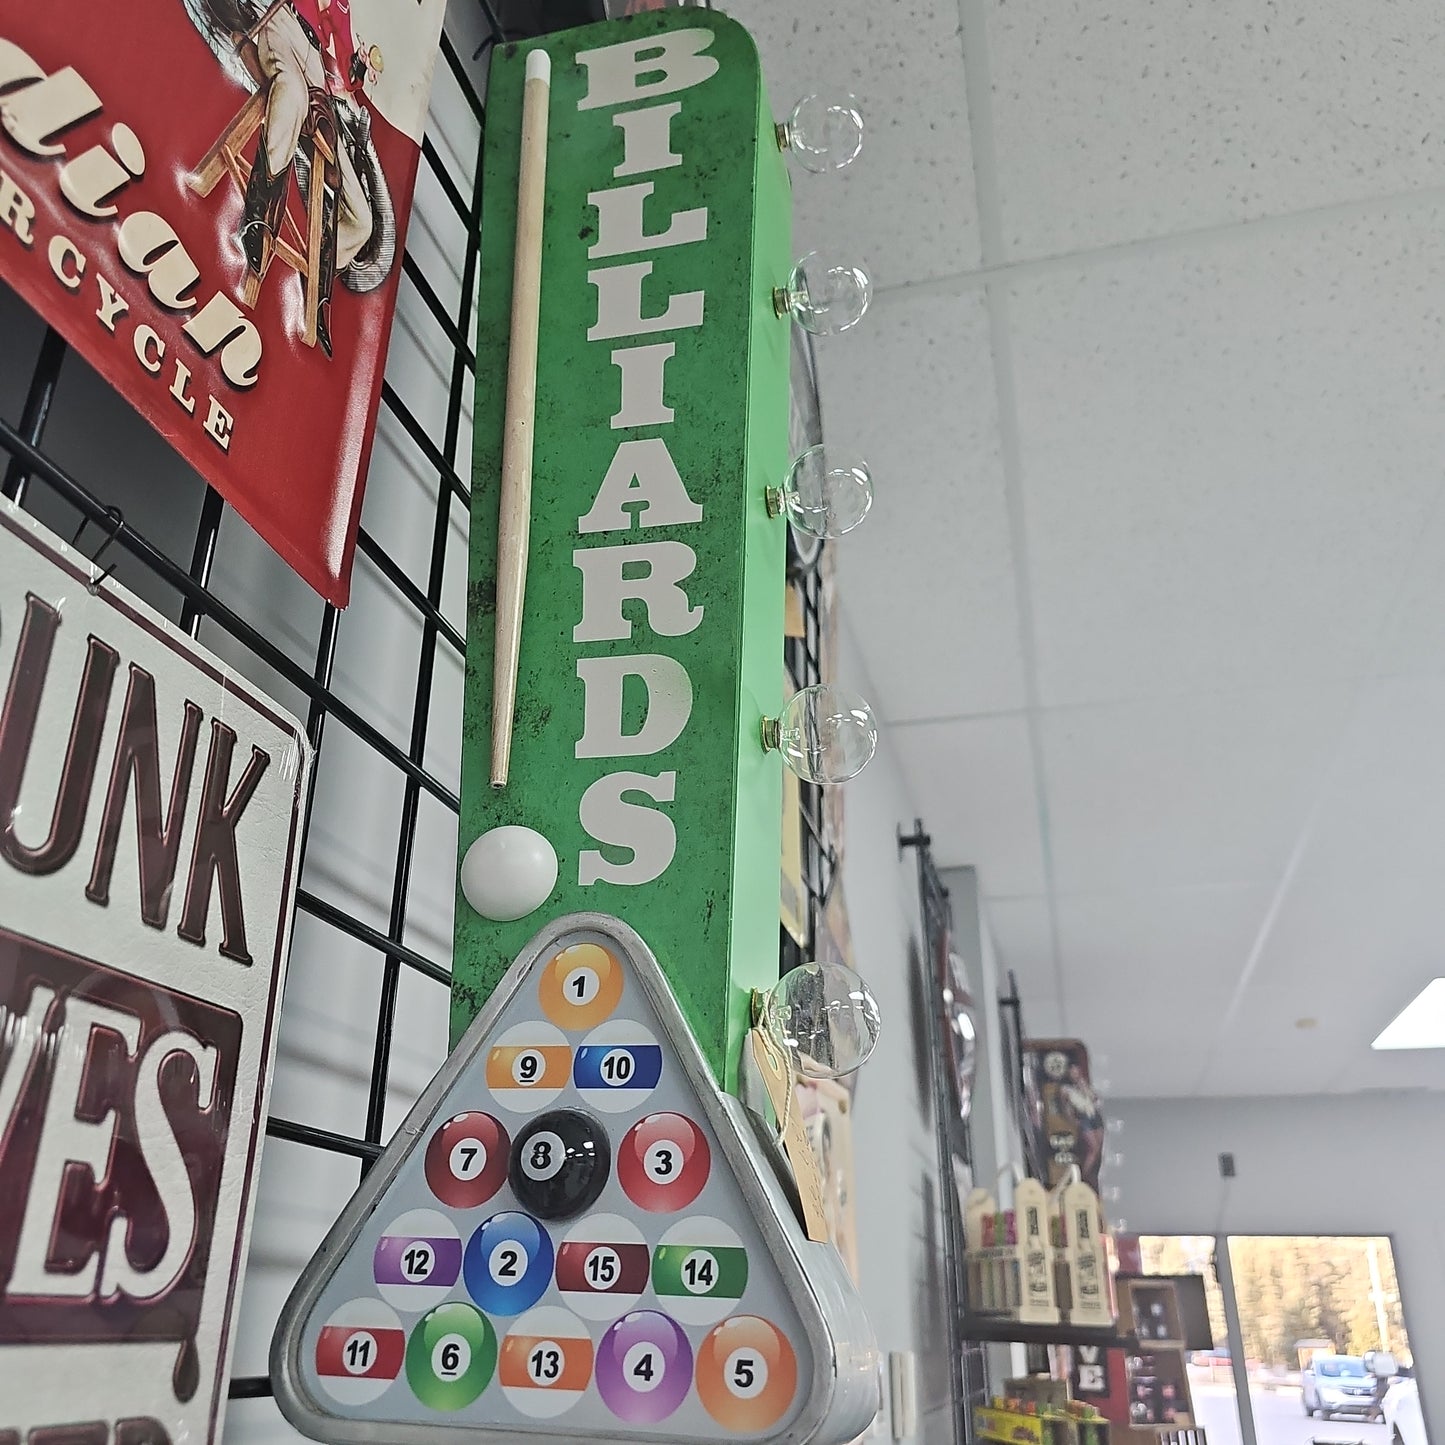 dian
RCYCLE
BILLIARDS
UNK
YES
1
9 10
7 8 3
12 2 15 14
11 6 13 4 5